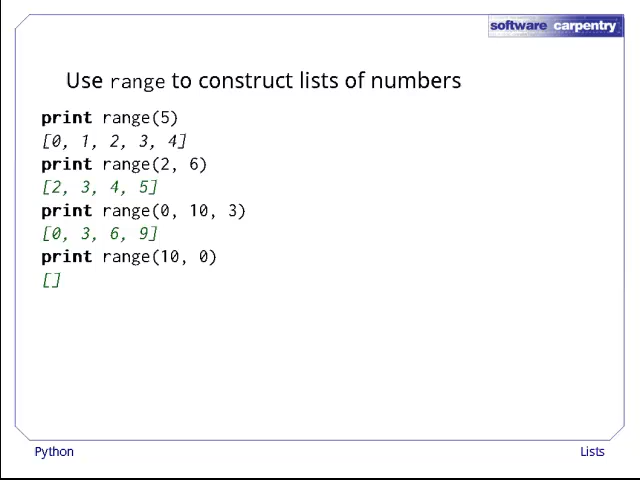 software carpentry
Use range to construct lists of numbers
print range(5)
[0, 1, 2, 3, 4]
print range(2, 6)
[2, 3, 4, 5]
print range(0, 10, 3)
[0, 3, 6, 9]
print range(10, 0)
[]
Python
Lists